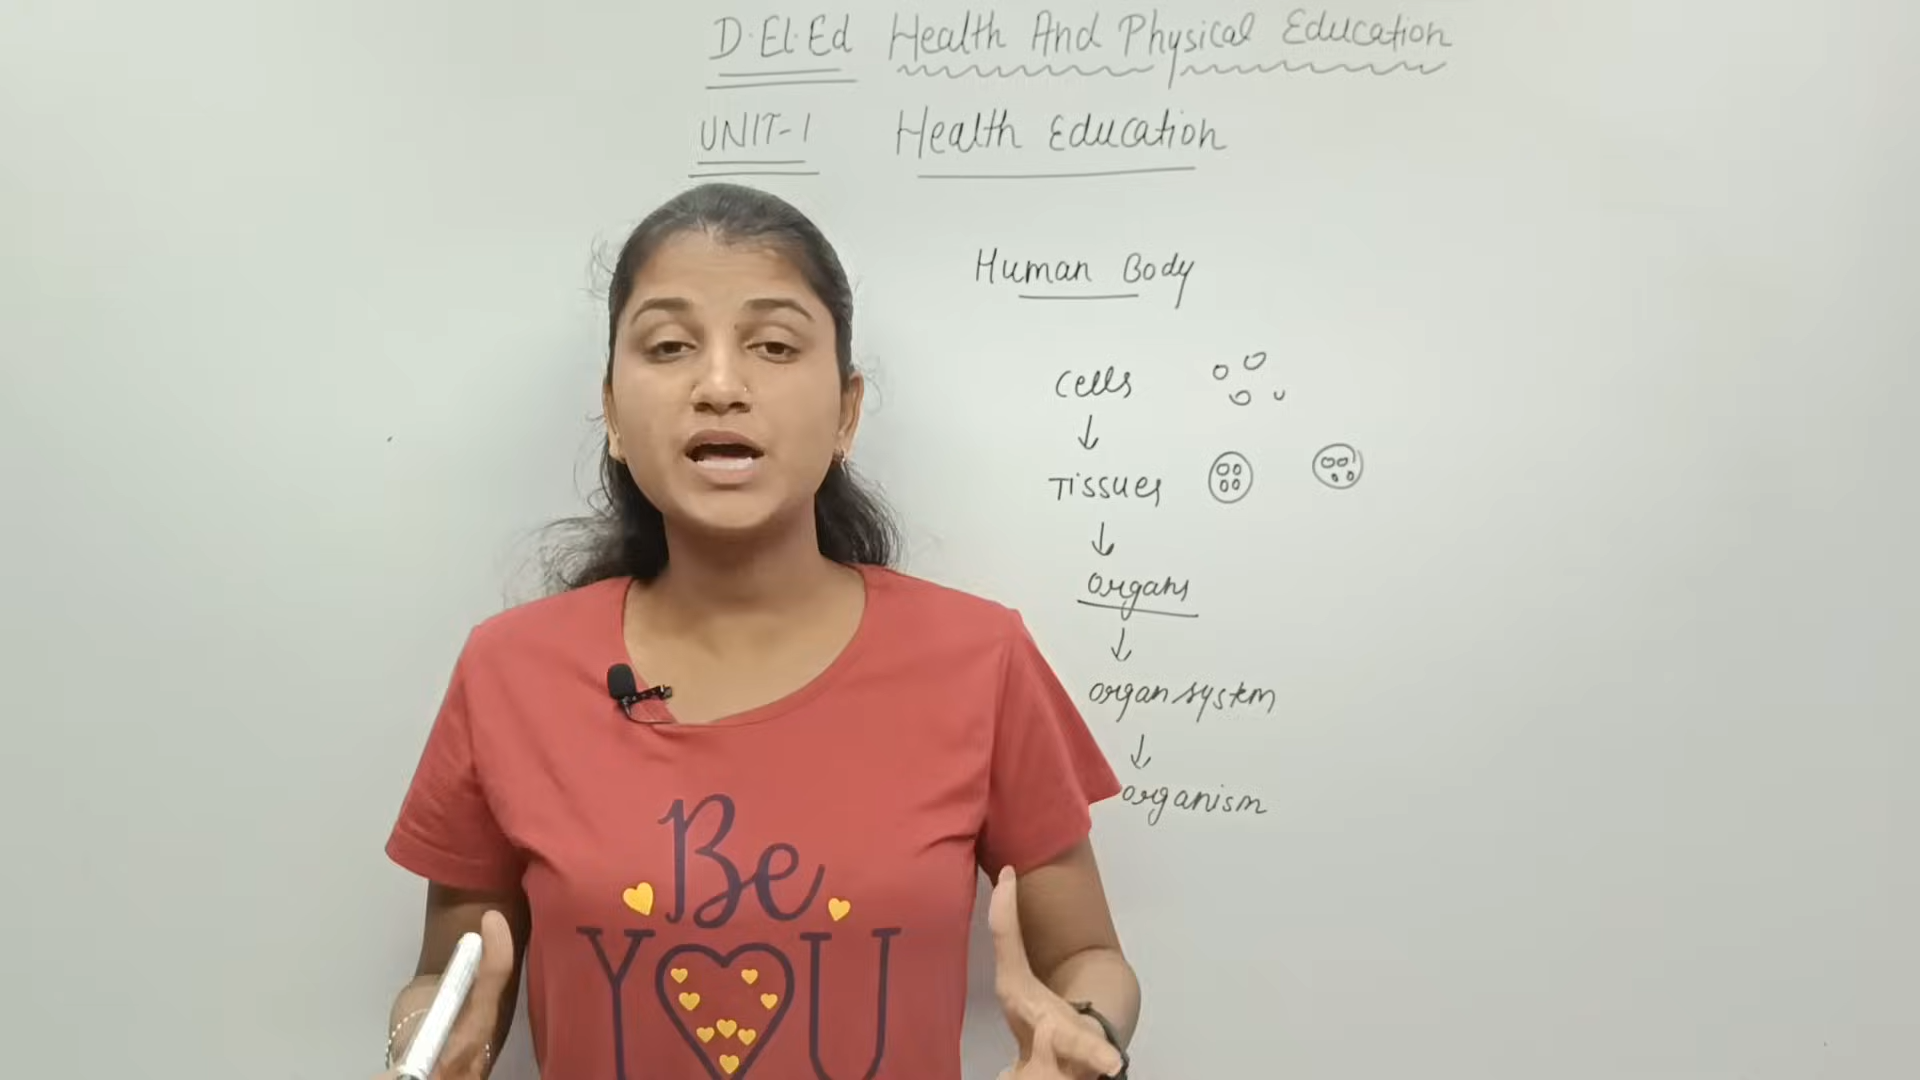 D.El.Ed Health And Physical Education
UNIT-1 Health Education
Human Body
Cells
↓
Tissues
↓
organs
↓
organ system
↓
organism
Be
YOU